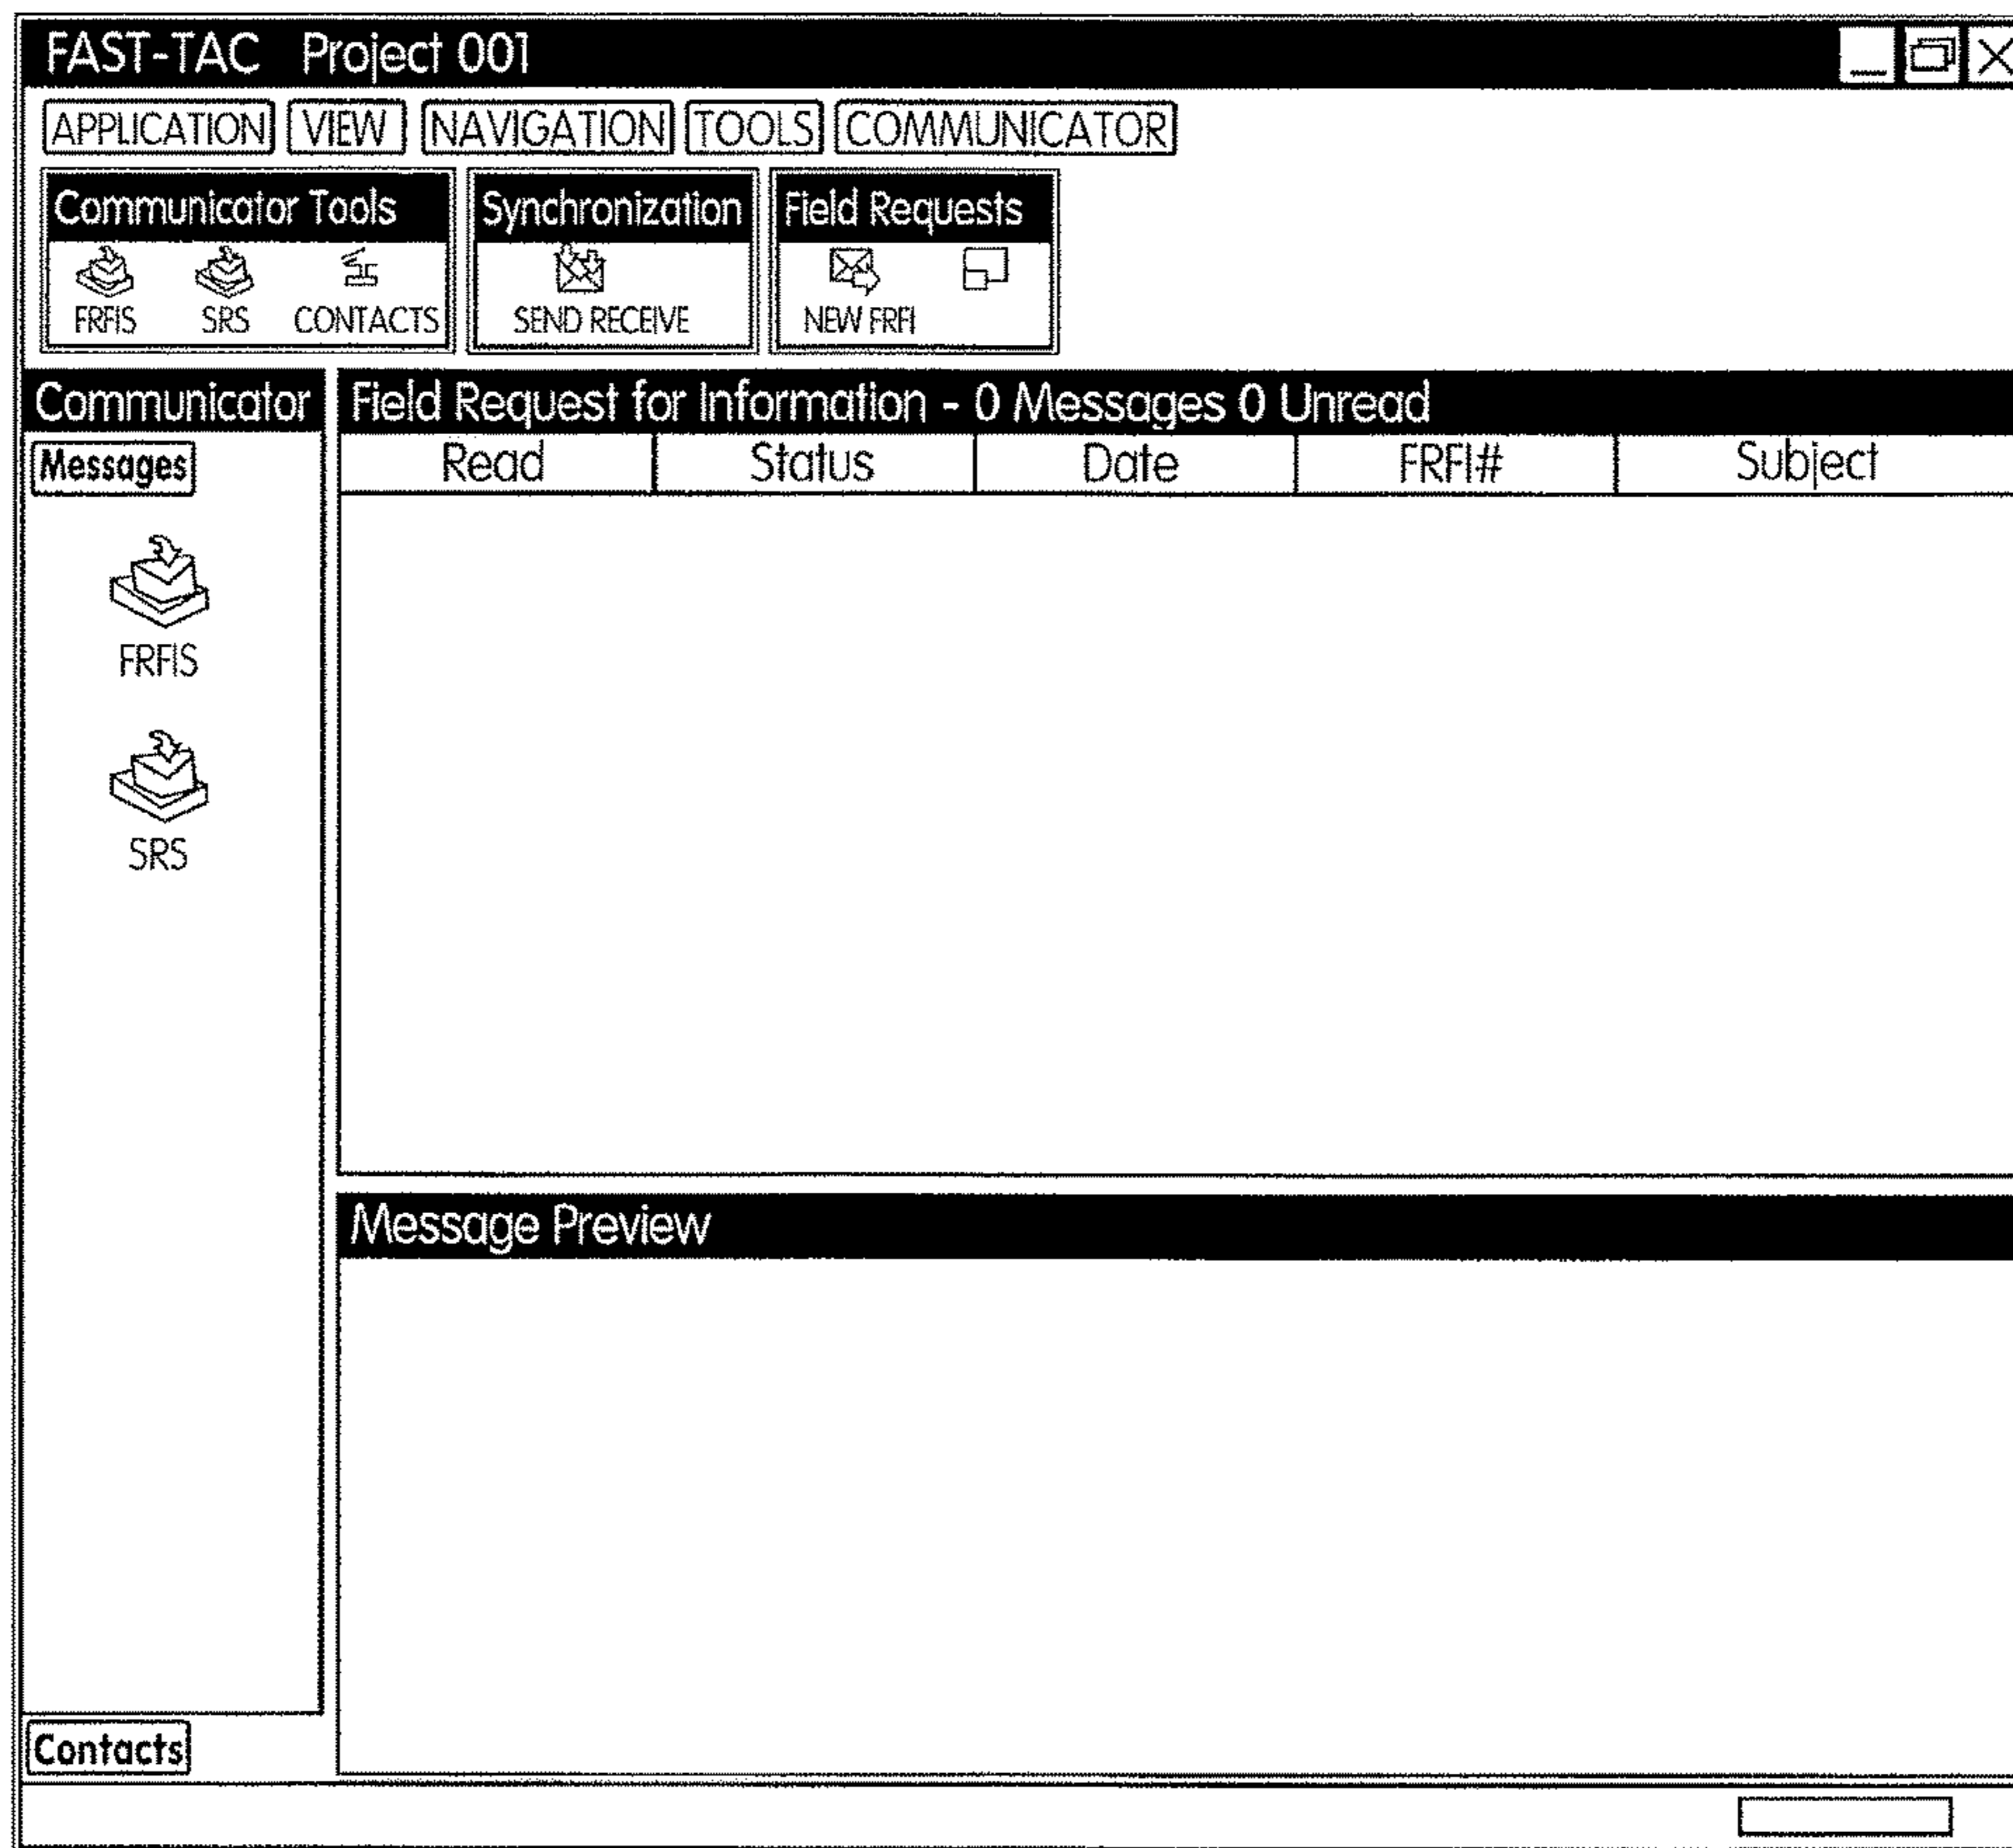 FAST-TAC Project 001
APPLICATION VIEW NAVIGATION TOOLS COMMUNICATOR
Communicator Tools Synchronization Field Requests
FRFIS SRS CONTACTS SEND RECEIVE NEW FRFI
Communicator Field Request for Information - 0 Messages 0 Unread
Messages Read Status Date FRFI# Subject
FRFIS
SRS
Message Preview
Contacts